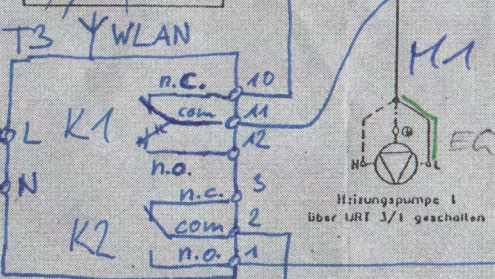 T3 WLAN
M1
n.c. 10
L K1 com 11
12
n.o.
N
n.c. 3
K2 com 2
n.o. 1
N L EG
Heizungspumpe 1
über URT 3/1 geschalten